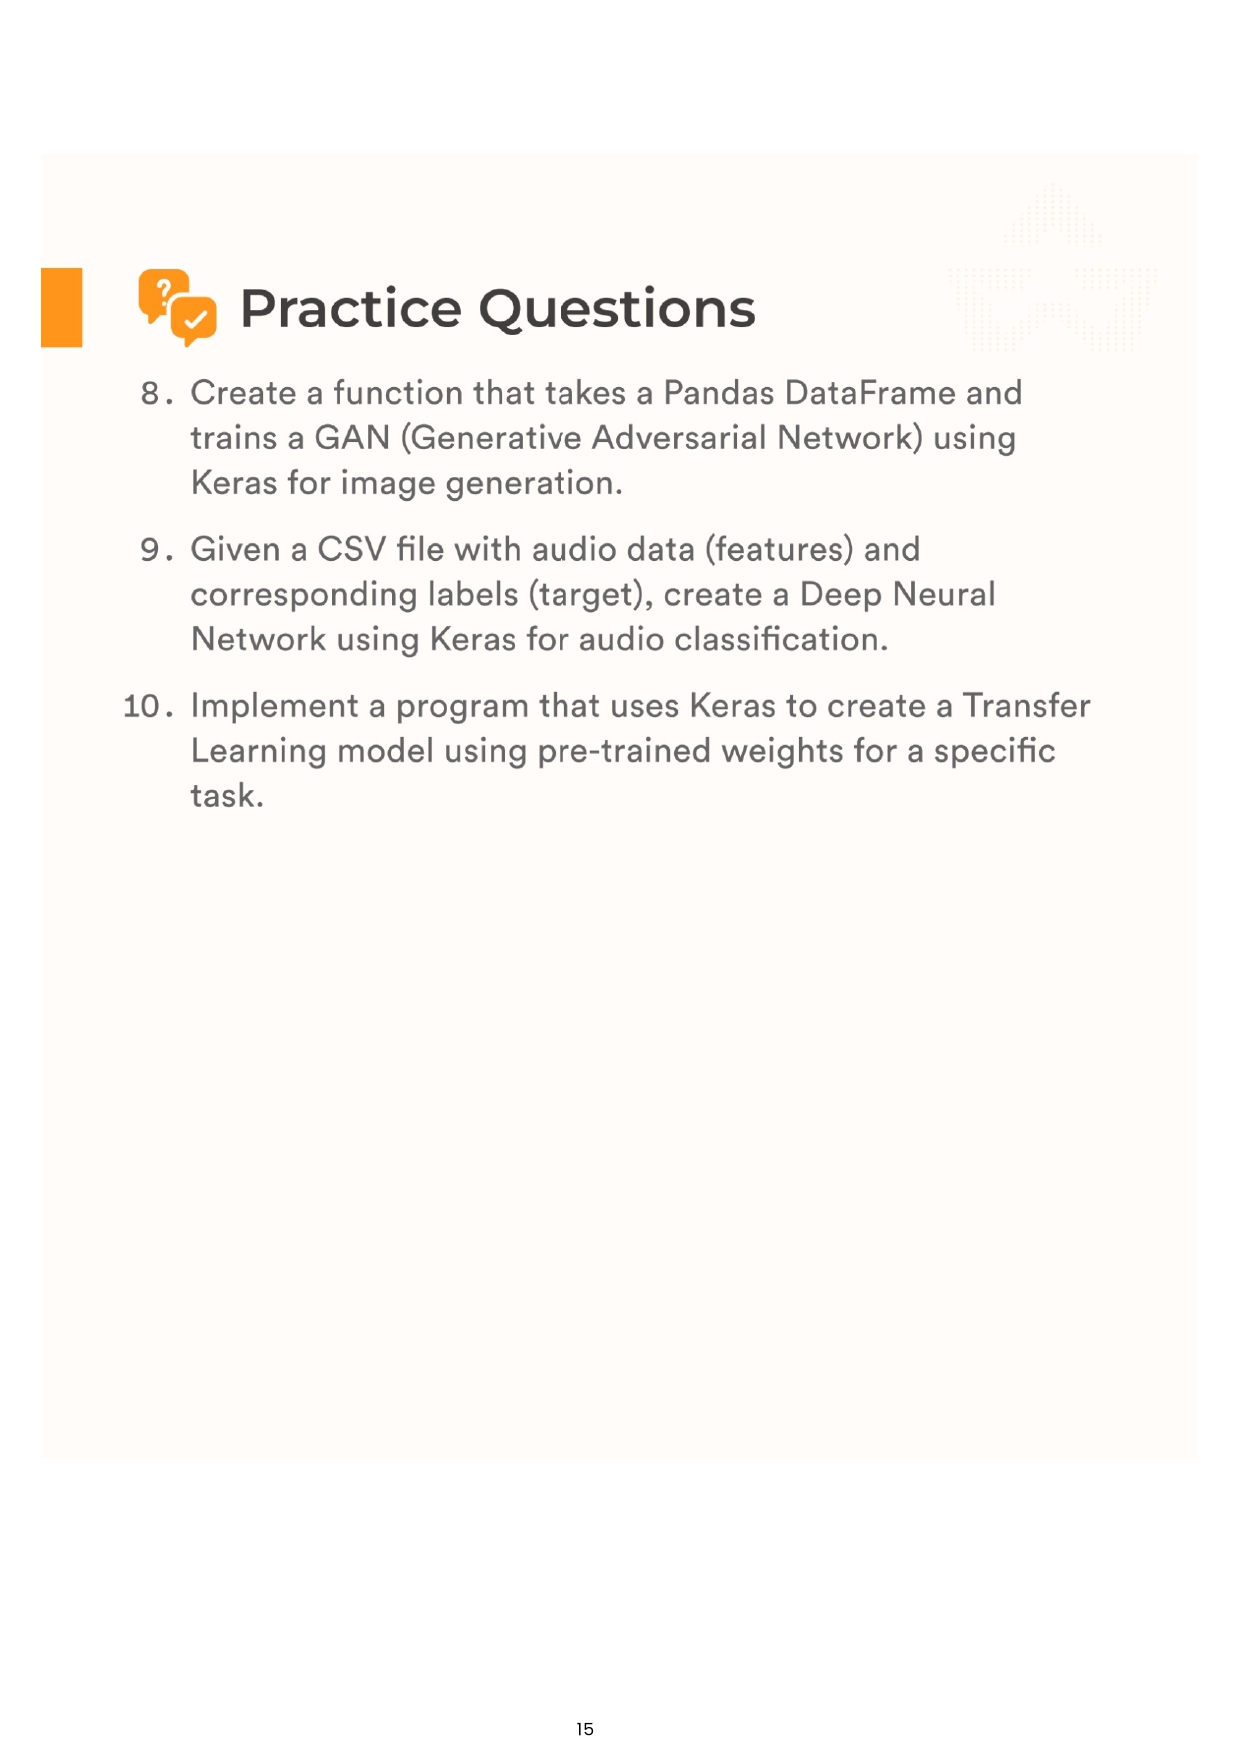 Practice Questions
8. Create a function that takes a Pandas DataFrame and
trains a GAN (Generative Adversarial Network) using
Keras for image generation.
9. Given a CSV file with audio data (features) and
corresponding labels (target), create a Deep Neural
Network using Keras for audio classification.
10. Implement a program that uses Keras to create a Transfer
Learning model using pre-trained weights for a specific
task.
15